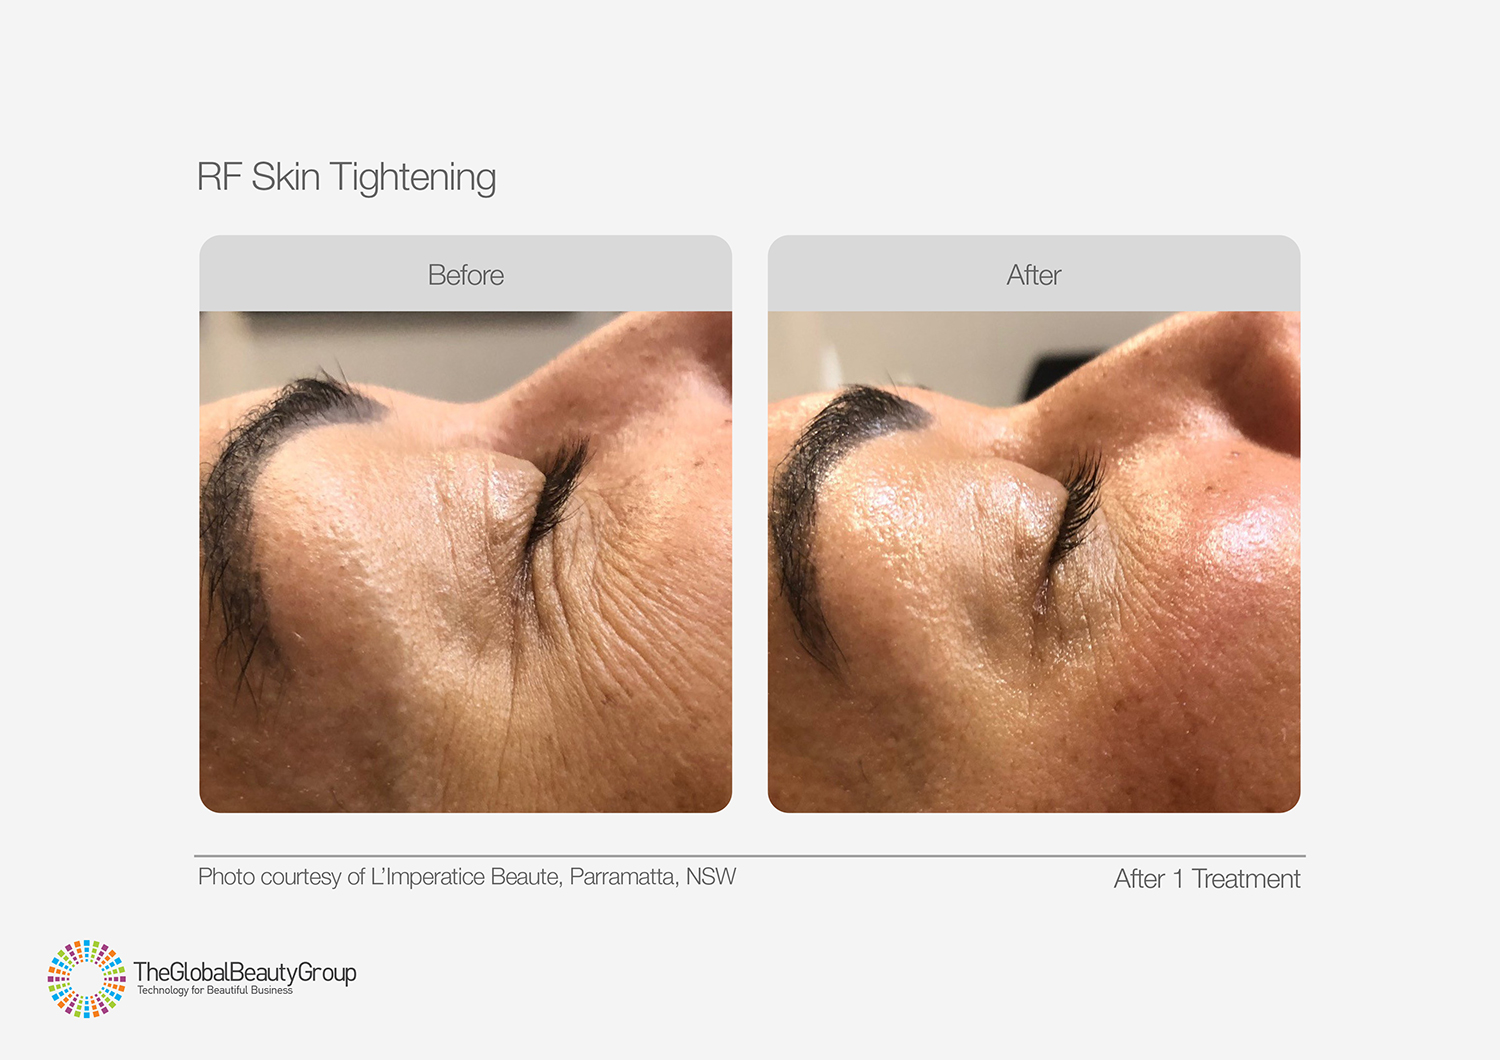 RF Skin Tightening
Before
After
Photo courtesy of L'Imperatice Beaute, Parramatta, NSW
After 1 Treatment
TheGlobalBeautyGroup
Technology for Beautiful Business